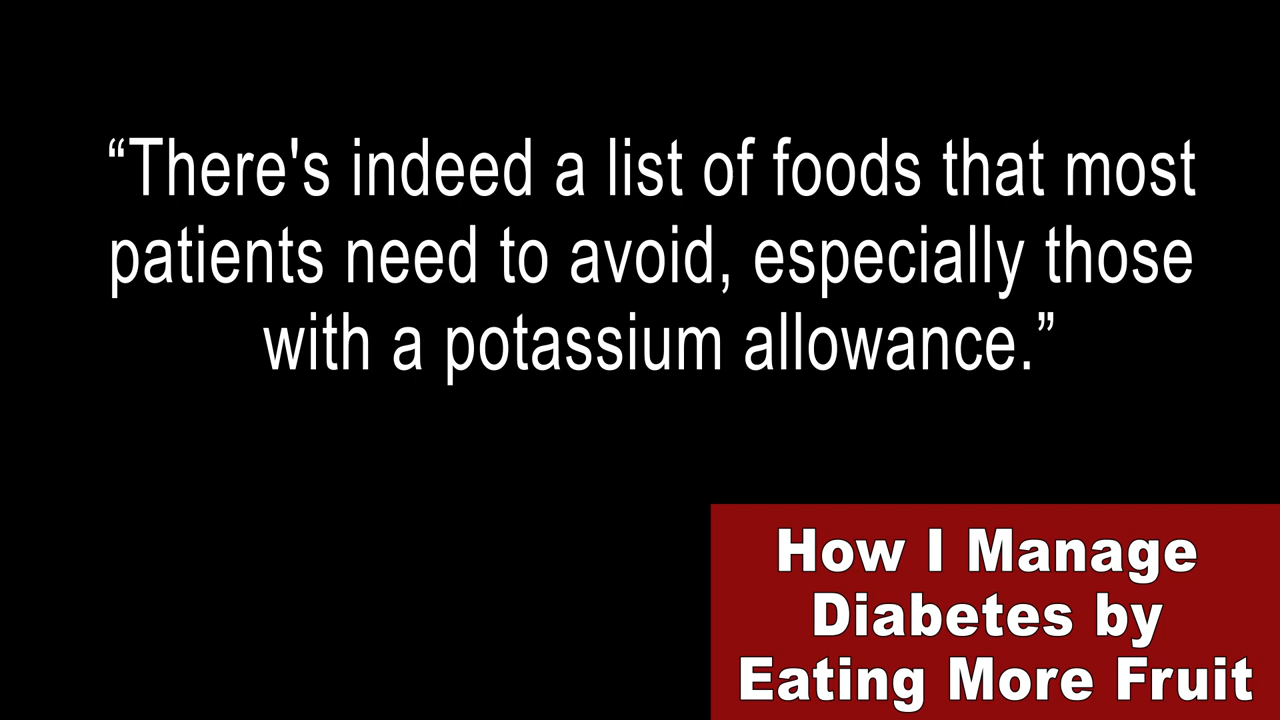 “There's indeed a list of foods that most
patients need to avoid, especially those
with a potassium allowance.”
How I Manage
Diabetes by
Eating More Fruit